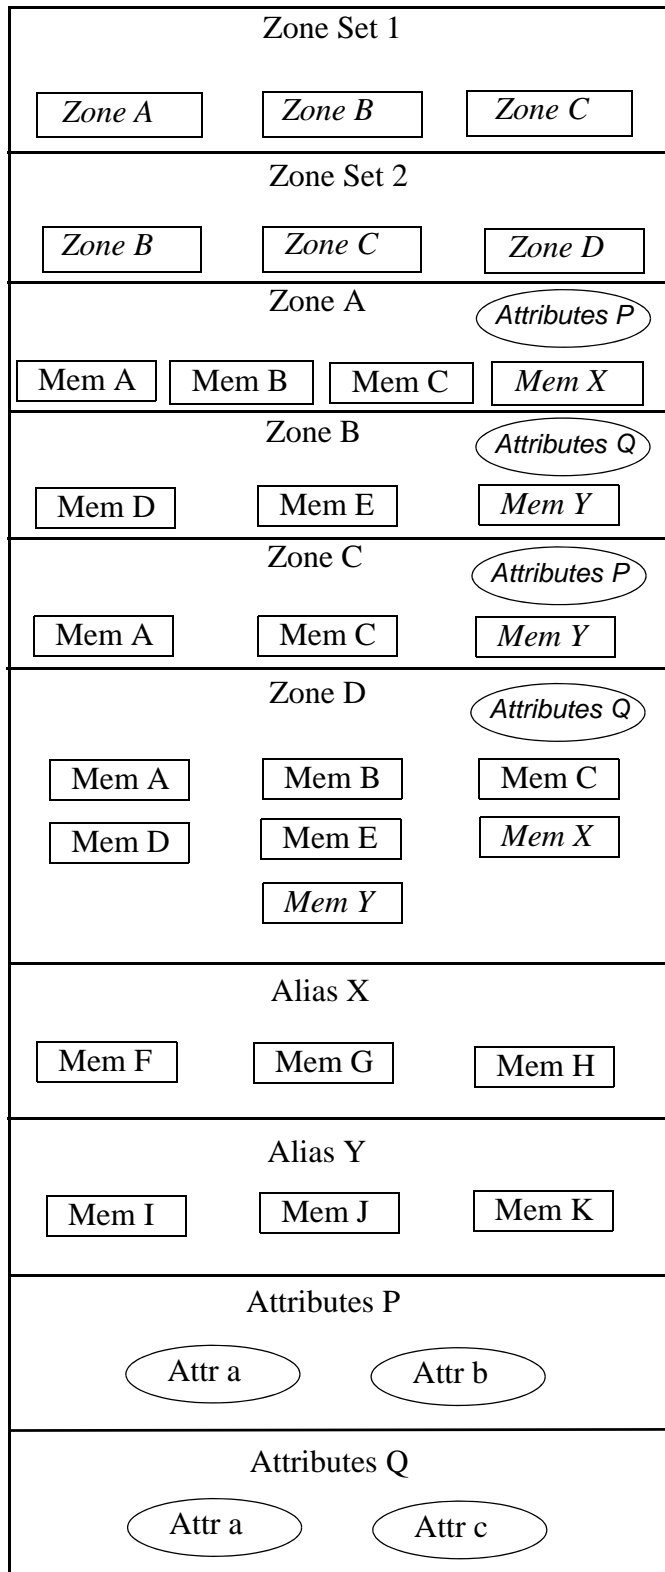 Zone Set 1
Zone A Zone B Zone C
Zone Set 2
Zone B Zone C Zone D
Zone A Attributes P
Mem A Mem B Mem C Mem X
Zone B Attributes Q
Mem D Mem E Mem Y
Zone C Attributes P
Mem A Mem C Mem Y
Zone D Attributes Q
Mem A Mem B Mem C
Mem D Mem E Mem X
Mem Y
Alias X
Mem F Mem G Mem H
Alias Y
Mem I Mem J Mem K
Attributes P
Attr a Attr b
Attributes Q
Attr a Attr c